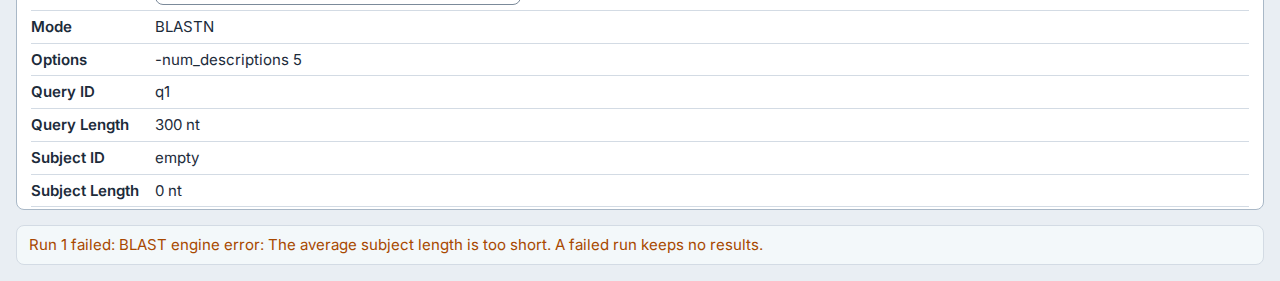 Mode BLASTN
Options -num_descriptions 5
Query ID q1
Query Length 300 nt
Subject ID empty
Subject Length 0 nt
Run 1 failed: BLAST engine error: The average subject length is too short. A failed run keeps no results.